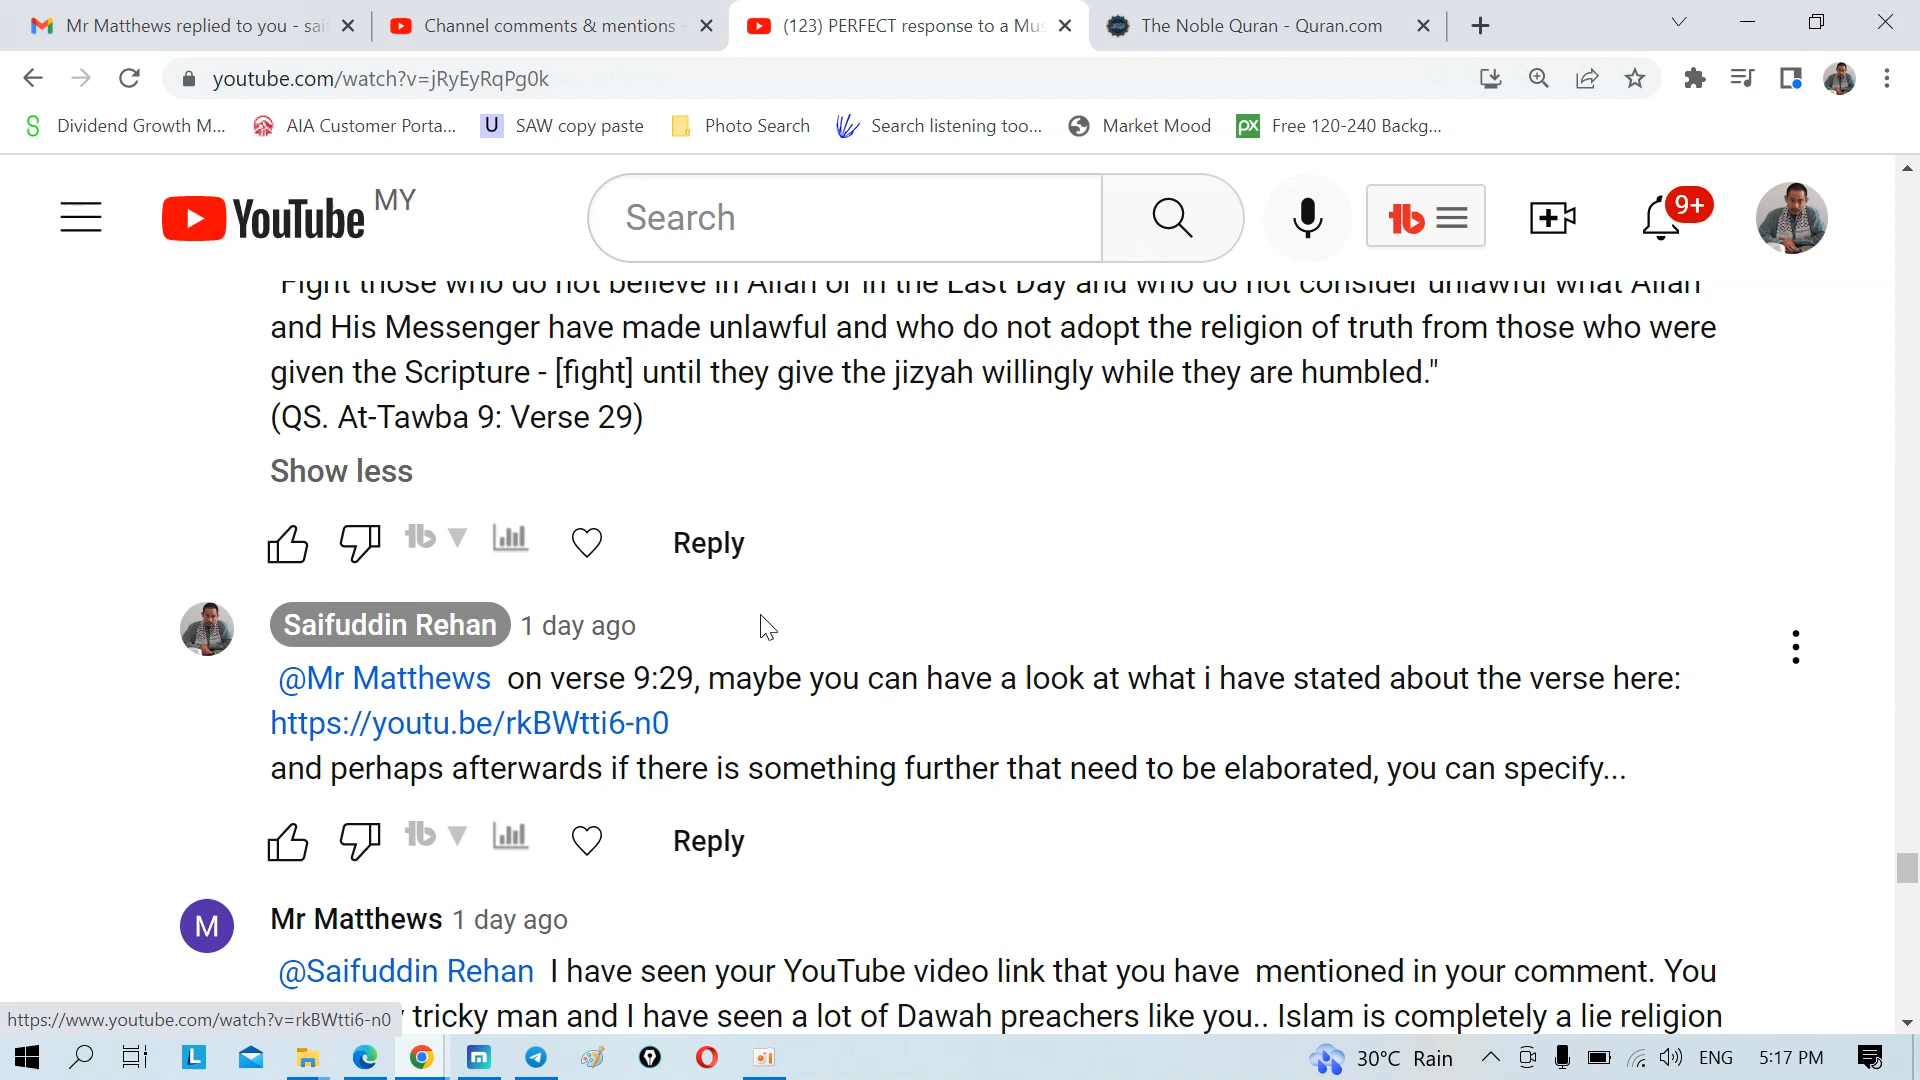 Mr Matthews replied to you - sai
Channel comments & mentions -
(123) PERFECT response to a Mus
The Noble Quran - Quran.com
youtube.com/watch?v=jRyEyRqPg0k
Dividend Growth M...
AIA Customer Porta...
U SAW copy paste
Photo Search
Search listening too...
Market Mood
px Free 120-240 Backg...
YouTube MY
Search
tb
9+
"Fight those who do not believe in Allah or in the Last Day and who do not consider unlawful what Allah
and His Messenger have made unlawful and who do not adopt the religion of truth from those who were
given the Scripture - [fight] until they give the jizyah willingly while they are humbled."
(QS. At-Tawba 9: Verse 29)
Show less
tb Reply
Saifuddin Rehan 1 day ago
@Mr Matthews on verse 9:29, maybe you can have a look at what i have stated about the verse here:
https://youtu.be/rkBWtti6-n0
and perhaps afterwards if there is something further that need to be elaborated, you can specify...
tb Reply
M
Mr Matthews 1 day ago
@Saifuddin Rehan I have seen your YouTube video link that you have mentioned in your comment. You
tricky man and I have seen a lot of Dawah preachers like you.. Islam is completely a lie religion
https://www.youtube.com/watch?v=rkBWtti6-n0
L
30°C Rain
ENG
5:17 PM